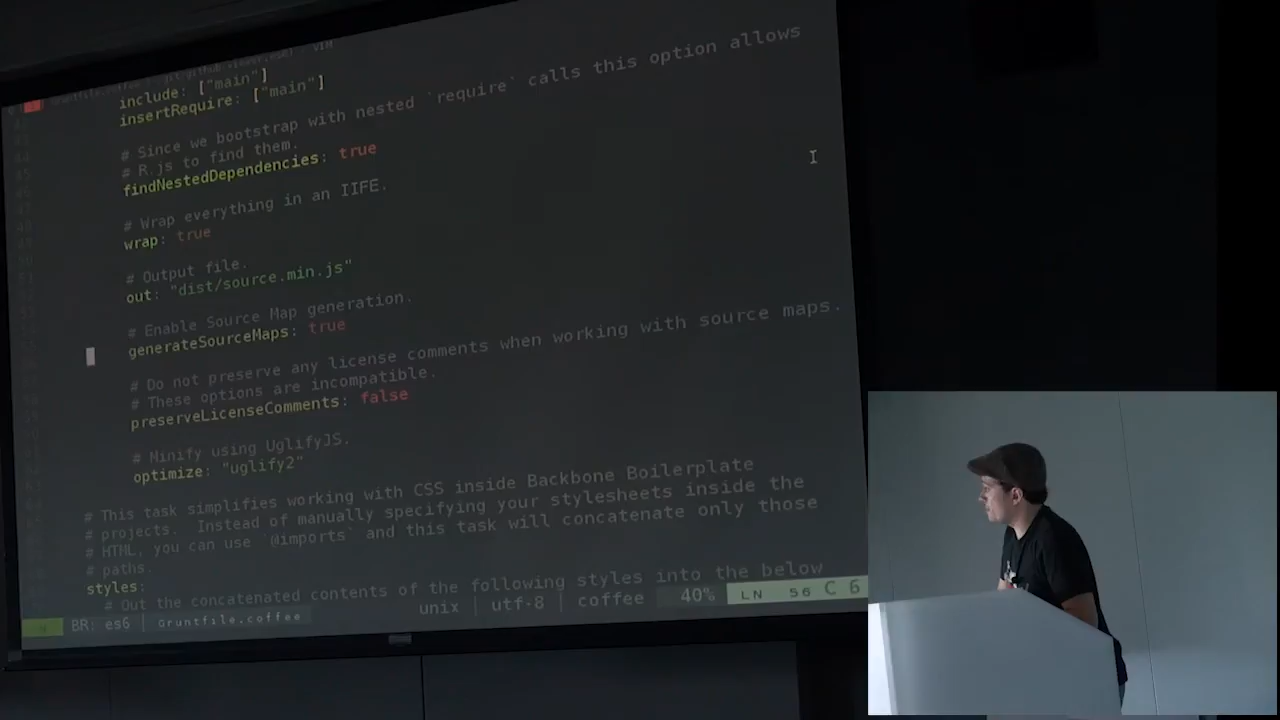 VIM
include: ["main"]
insertRequire: ["main"]
# Since we bootstrap with nested `require` calls this option allows
# R.js to find them.
findNestedDependencies: true
# Wrap everything in an IIFE.
wrap: true
# Output file.
out: "dist/source.min.js"
# Enable Source Map generation.
generateSourceMaps: true
# Do not preserve any license comments when working with source maps.
# These options are incompatible.
preserveLicenseComments: false
# Minify using UglifyJS.
optimize: "uglify2"
# This task simplifies working with CSS inside Backbone Boilerplate
# projects. Instead of manually specifying your stylesheets inside the
# HTML, you can use `@imports` and this task will concatenate only those
# paths.
styles:
# Out the concatenated contents of the following styles into the below
BR: es6 | Gruntfile.coffee unix | utf-8 | coffee 40% LN 56 C 6